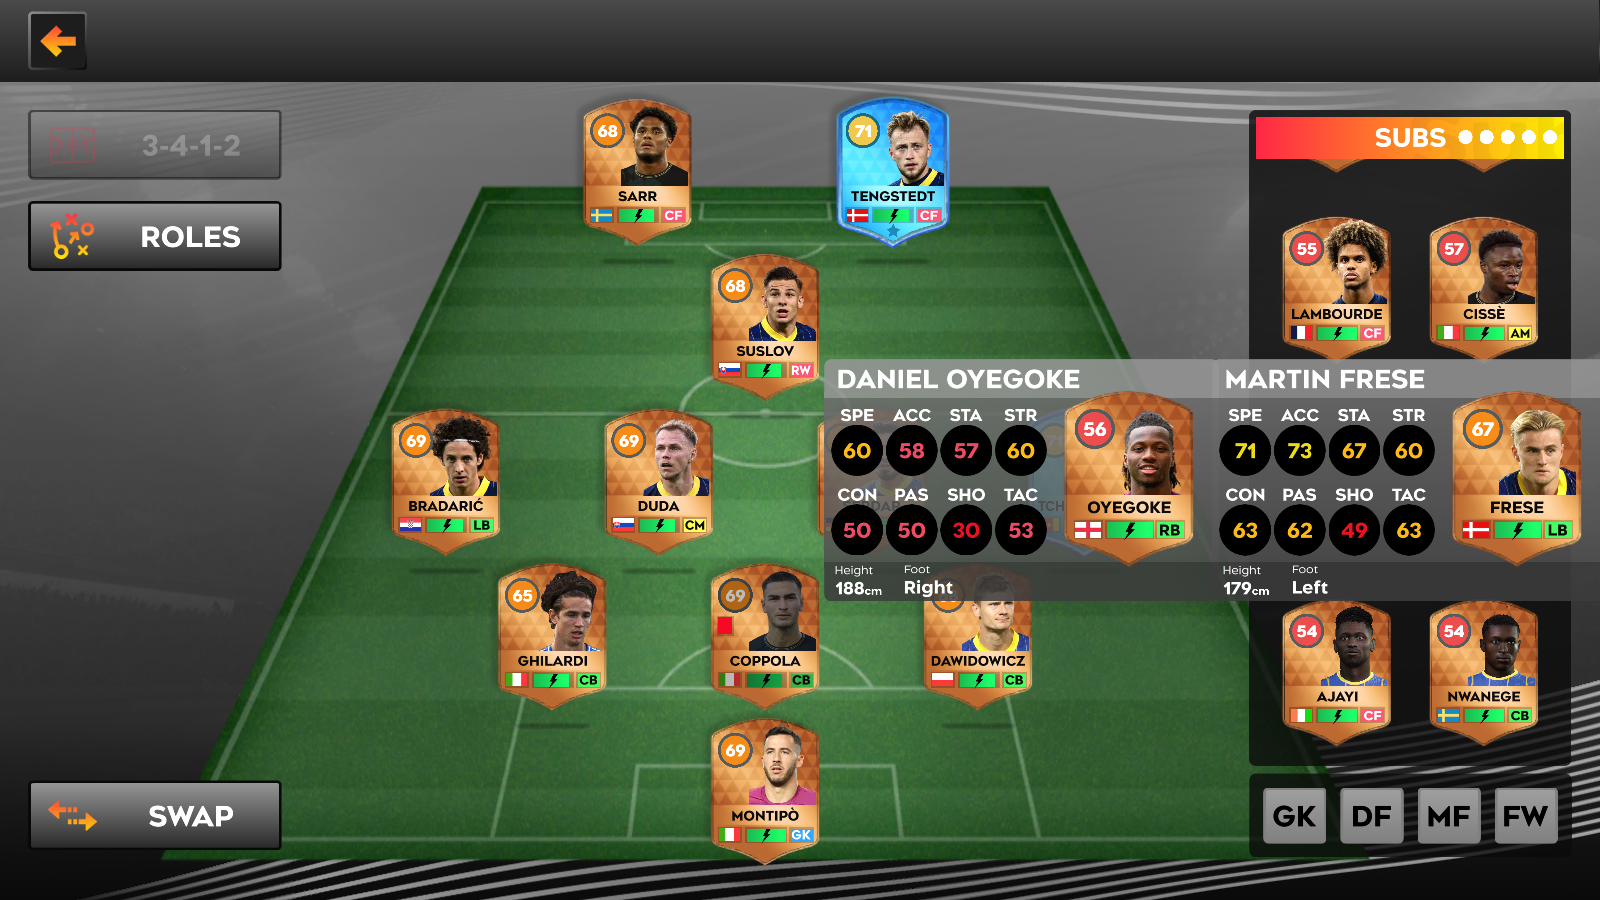 3-4-1-2
ROLES
SWAP
68
SARR
CF
71
TENGSTEDT
CF
68
SUSLOV
RW
69
BRADARIĆ
LB
69
DUDA
CM
65
GHILARDI
CB
69
COPPOLA
CB
DAWIDOWICZ
CB
69
MONTIPÒ
GK
SUBS
55
LAMBOURDE
CF
57
CISSÈ
AM
DANIEL OYEGOKE
SPE ACC STA STR
60 58 57 60
CON PAS SHO TAC
50 50 30 53
Height Foot
188cm Right
56
OYEGOKE
RB
MARTIN FRESE
SPE ACC STA STR
71 73 67 60
CON PAS SHO TAC
63 62 49 63
Height Foot
179cm Left
67
FRESE
LB
54
AJAYI
CF
54
NWANEGE
CB
GK DF MF FW